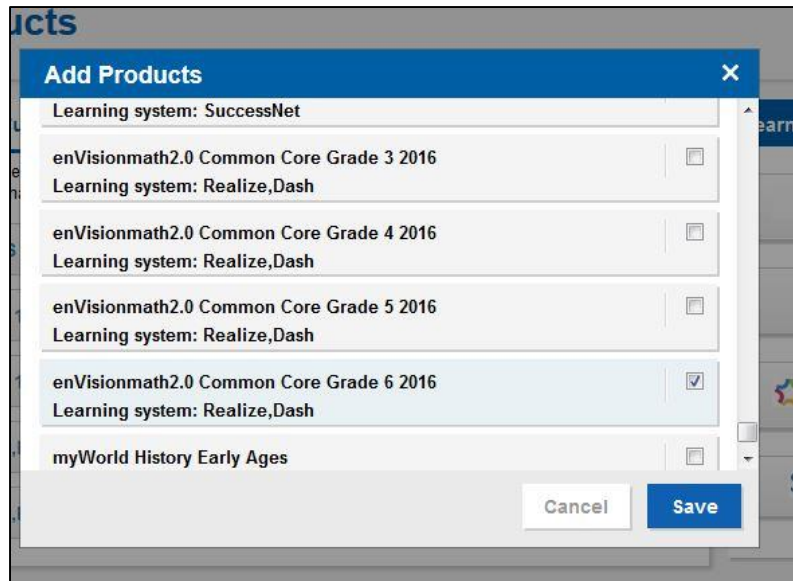 ucts
Add Products
Learning system: SuccessNet
enVisionmath2.0 Common Core Grade 3 2016
Learning system: Realize,Dash
enVisionmath2.0 Common Core Grade 4 2016
Learning system: Realize,Dash
enVisionmath2.0 Common Core Grade 5 2016
Learning system: Realize,Dash
enVisionmath2.0 Common Core Grade 6 2016
Learning system: Realize,Dash
myWorld History Early Ages
Cancel
Save
earn